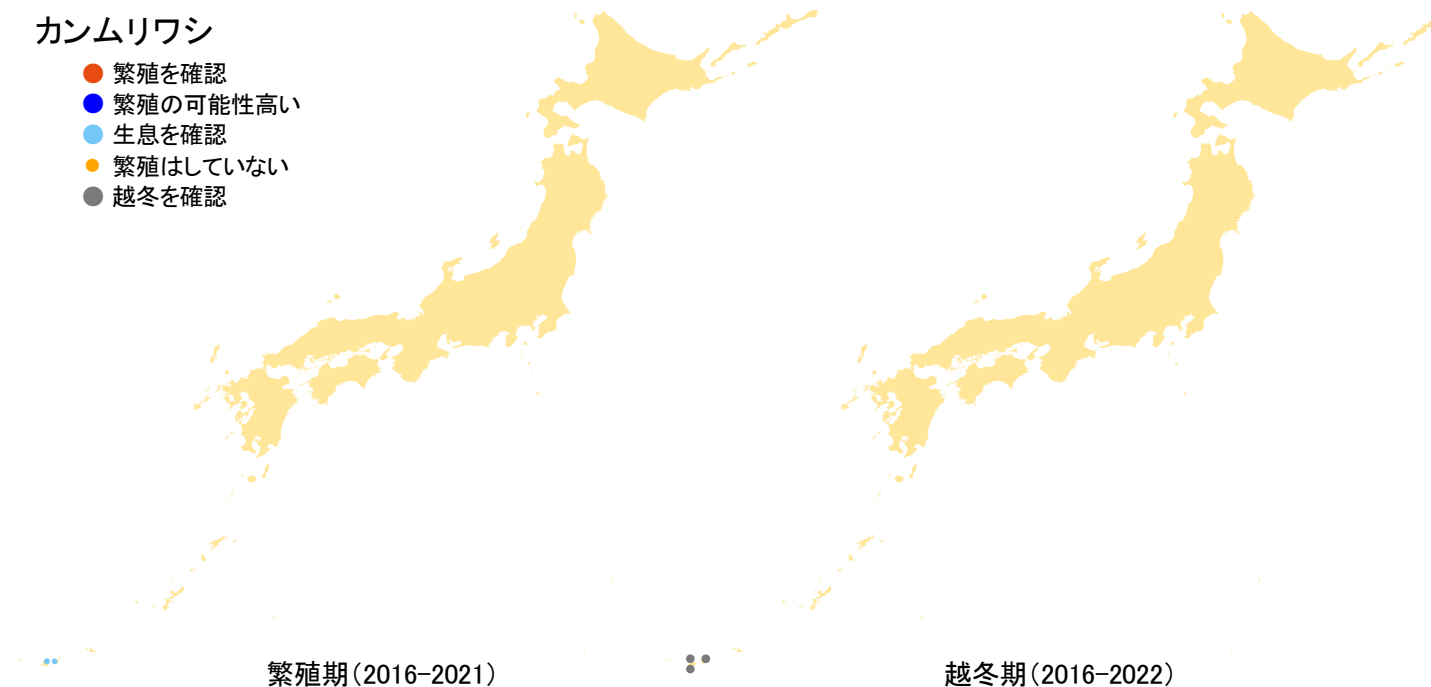 カンムリワシ
繁殖を確認
繁殖の可能性高い
生息を確認
繁殖はしていない
越冬を確認
繁殖期(2016-2021)
越冬期(2016-2022)